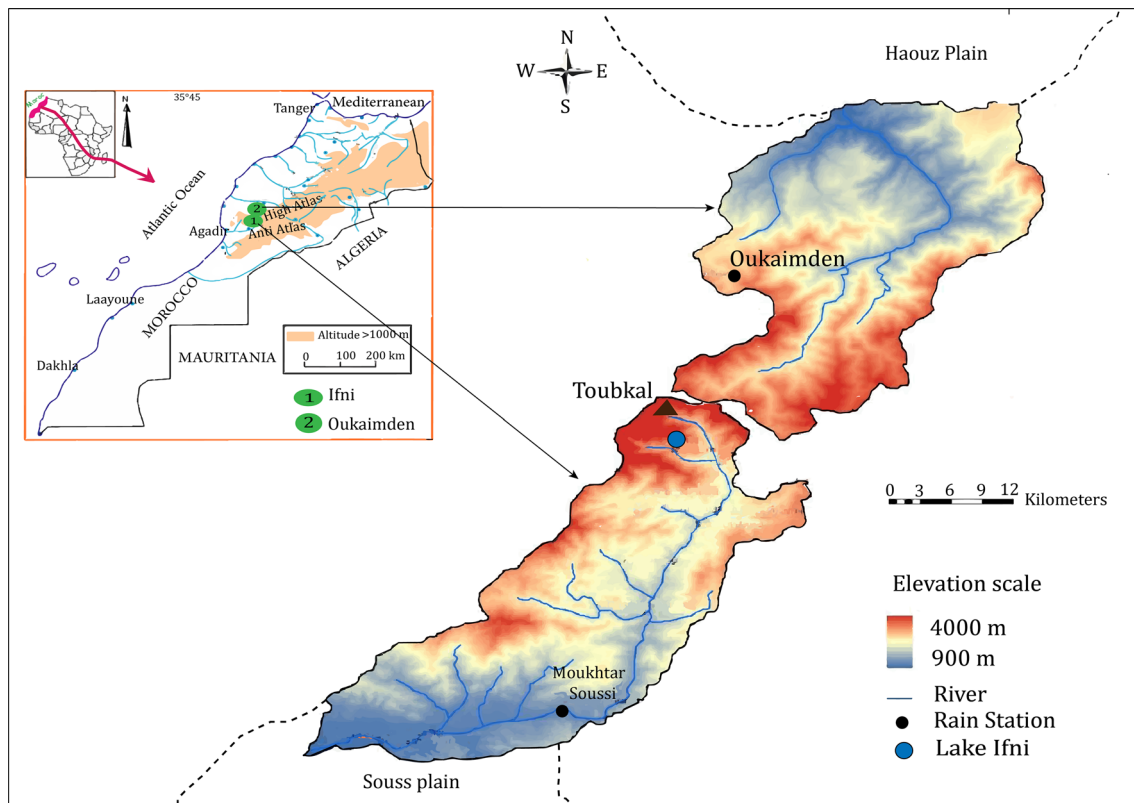 N
W E
S
Haouz Plain
Maroc
N
35°45
Tanger
Mediterranean
Atlantic Ocean
2
High Atlas
1
Anti Atlas
Agadir
ALGERIA
MOROCCO
Laayoune
MAURITANIA
Dakhla
Altitude >1000 m
0 100 200 km
1 Ifni
2 Oukaimden
Oukaimden
Toubkal
0 3 6 9 12 Kilometers
Elevation scale
4000 m
900 m
River
Rain Station
Lake Ifni
Moukhtar
Soussi
Souss plain